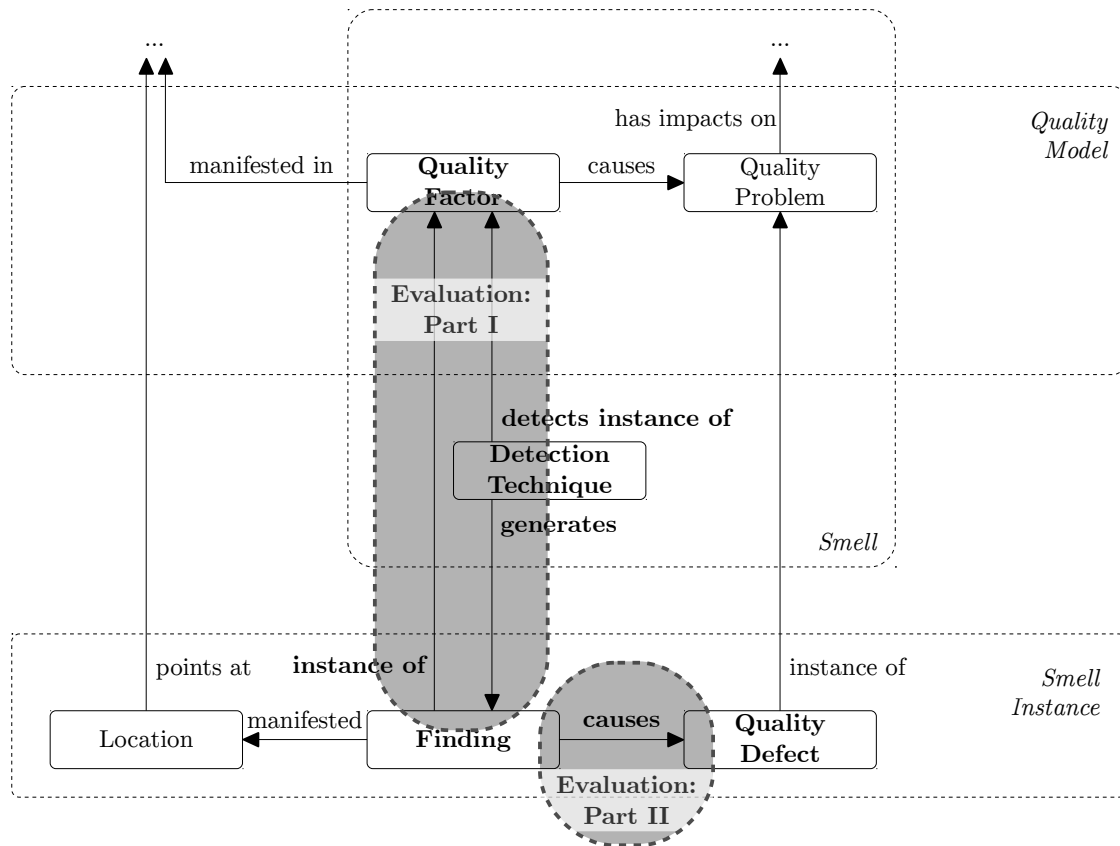 ...
...
has impacts on
Quality
Model
manifested in
Quality
Factor
causes
Quality
Problem
Evaluation:
Part I
detects instance of
Detection
Technique
generates
Smell
points at
instance of
instance of
Smell
Instance
Location
manifested
Finding
causes
Quality
Defect
Evaluation:
Part II